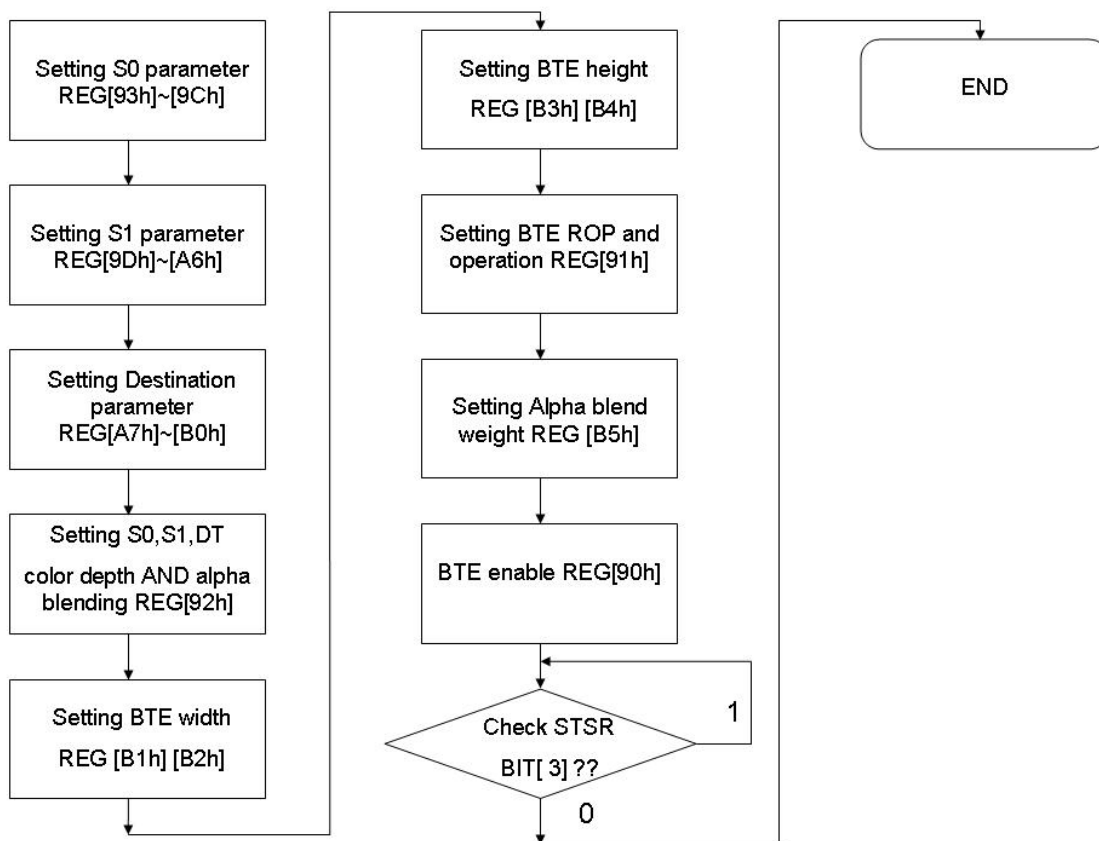 Setting S0 parameter
REG[93h]~[9Ch]
Setting S1 parameter
REG[9Dh]~[A6h]
Setting Destination
parameter
REG[A7h]~[B0h]
Setting S0,S1,DT
color depth AND alpha
blending REG[92h]
Setting BTE width
REG [B1h] [B2h]
Setting BTE height
REG [B3h] [B4h]
Setting BTE ROP and
operation REG[91h]
Setting Alpha blend
weight REG [B5h]
BTE enable REG[90h]
Check STSR
BIT[ 3] ??
1
0
END